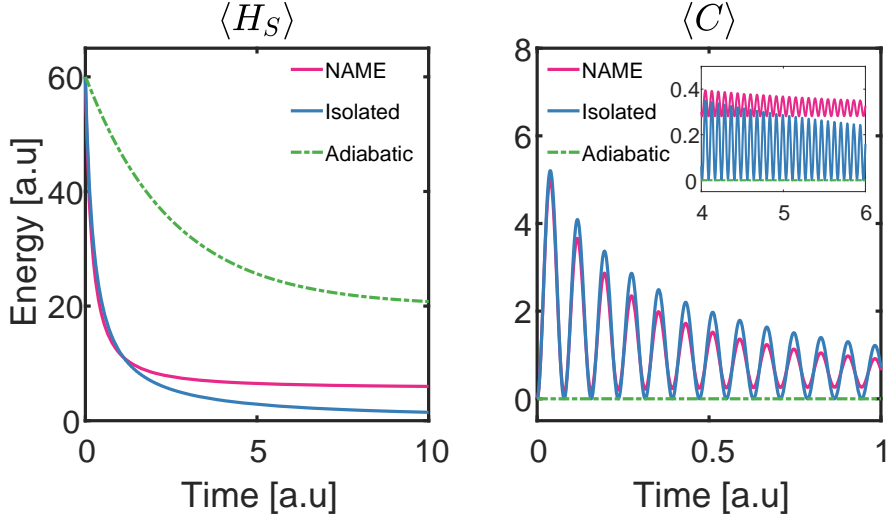 ⟨H_S⟩
60
40
20
0
0
5
10
Energy [a.u]
Time [a.u]
NAME
Isolated
Adiabatic
⟨C⟩
8
6
4
2
0
0
0.5
1
Time [a.u]
NAME
Isolated
Adiabatic
0.4
0.2
0
4
5
6